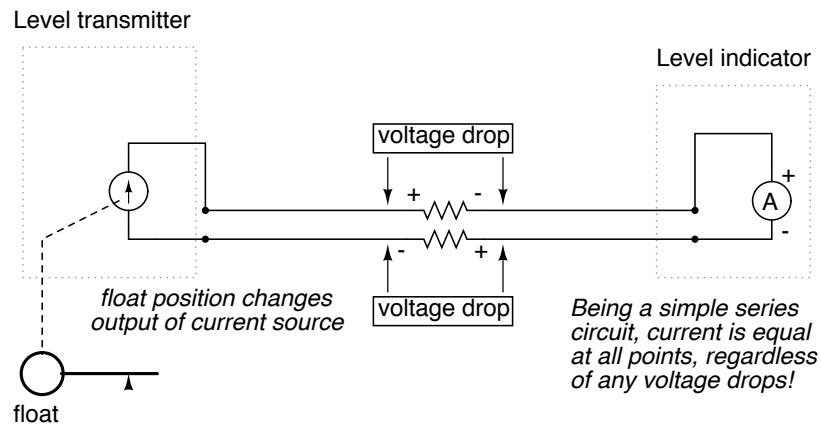 Level transmitter
Level indicator
voltage drop
+ -
+
A
-
- +
voltage drop
float position changes
output of current source
Being a simple series
circuit, current is equal
at all points, regardless
of any voltage drops!
float